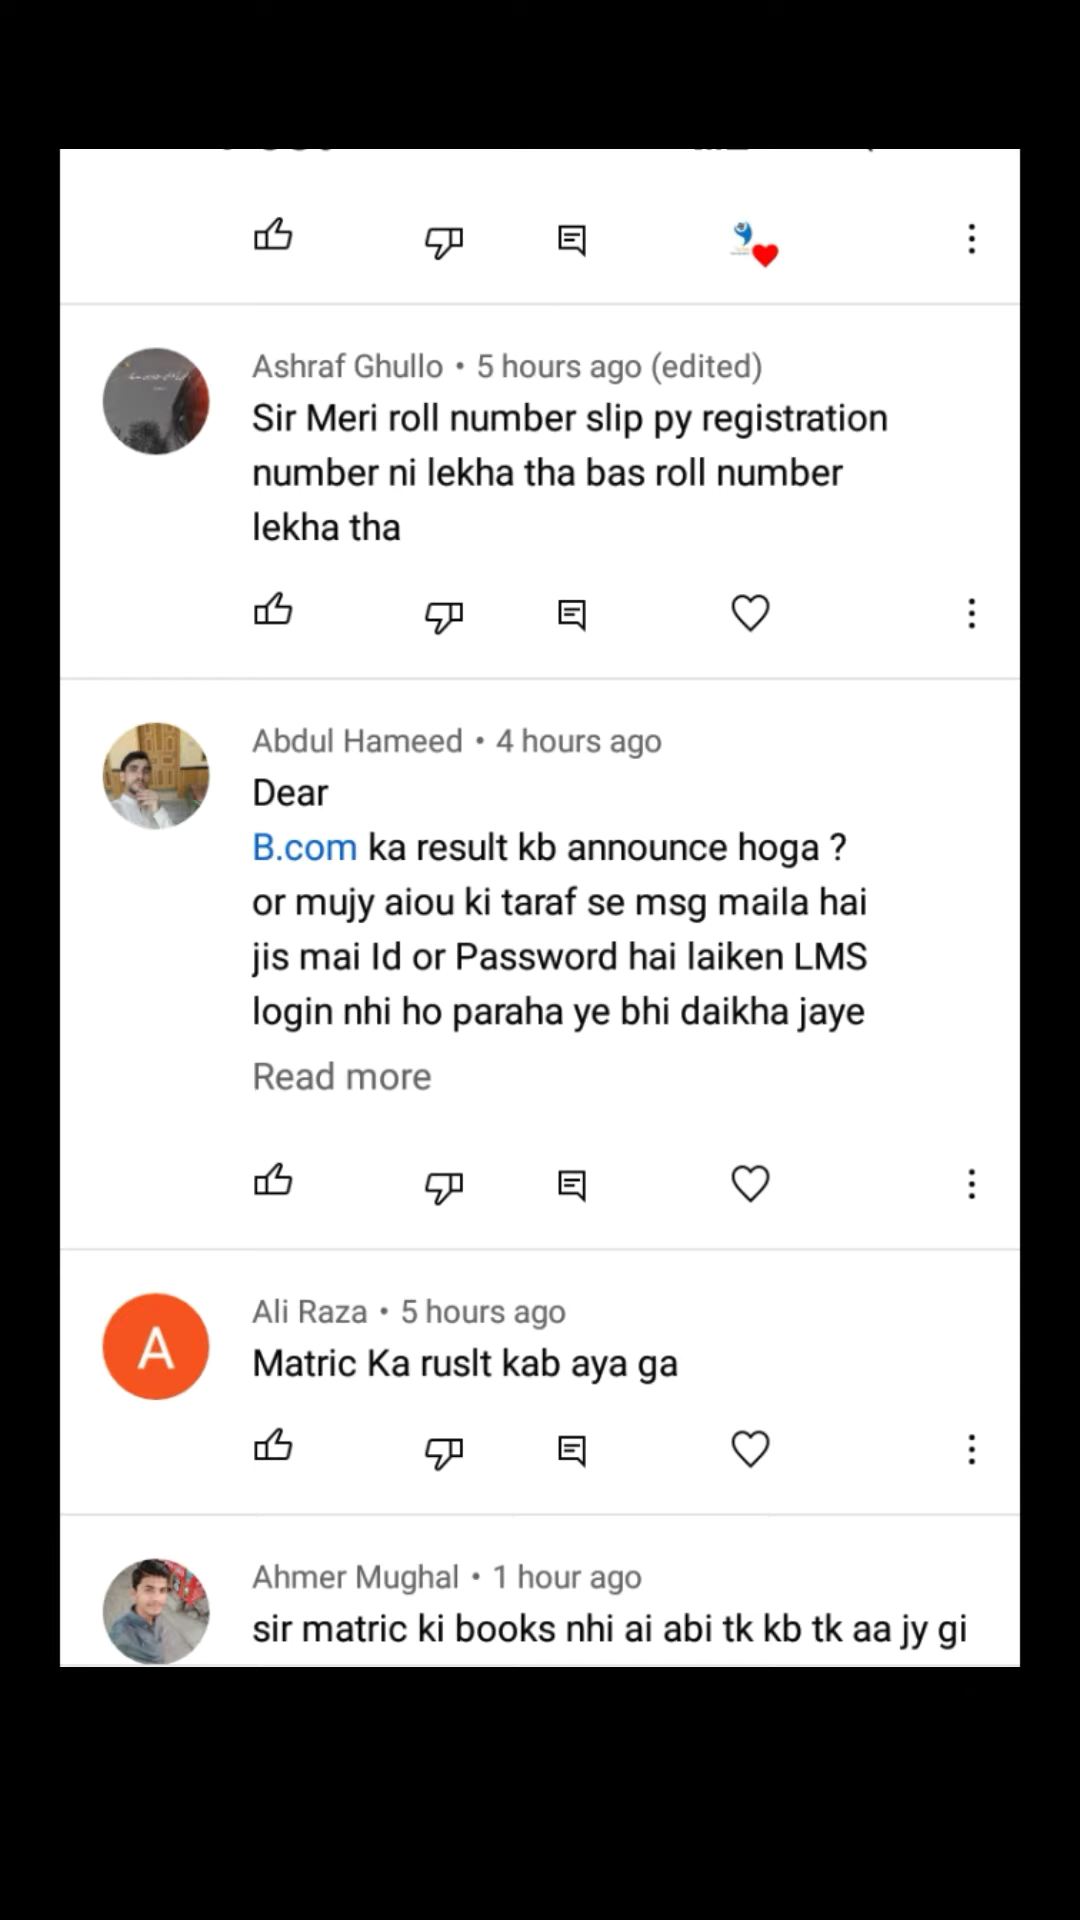 Ashraf Ghullo • 5 hours ago (edited)
Sir Meri roll number slip py registration
number ni lekha tha bas roll number
lekha tha
Abdul Hameed • 4 hours ago
Dear
B.com ka result kb announce hoga ?
or mujy aiou ki taraf se msg maila hai
jis mai Id or Password hai laiken LMS
login nhi ho paraha ye bhi daikha jaye
Read more
A
Ali Raza • 5 hours ago
Matric Ka ruslt kab aya ga
Ahmer Mughal • 1 hour ago
sir matric ki books nhi ai abi tk kb tk aa jy gi